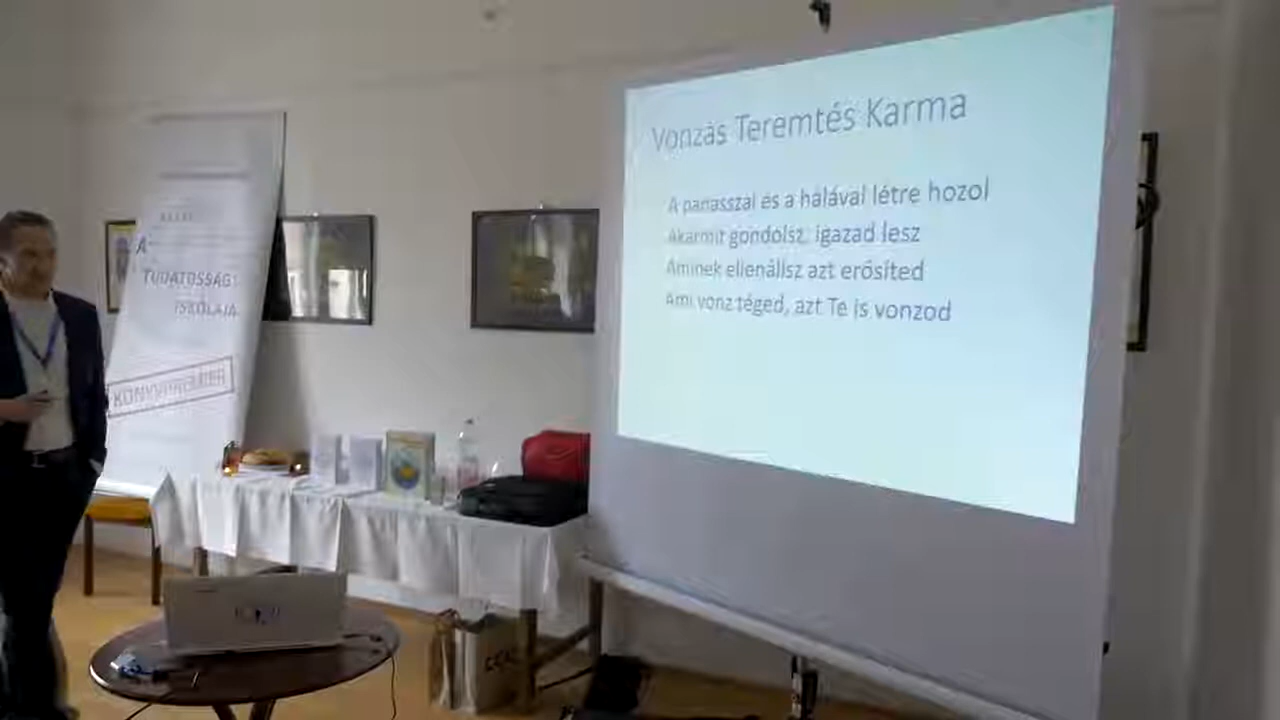 Vonzás Teremtés Karma
A panasszal és a hálával létre hozol
Akármit gondolsz, igazad lesz
Aminek ellenállsz azt erősíted
Ami vonz téged, azt Te is vonzod
A
TUDATOSSÁG
ISKOLÁJA
KÖNYVPREMIER